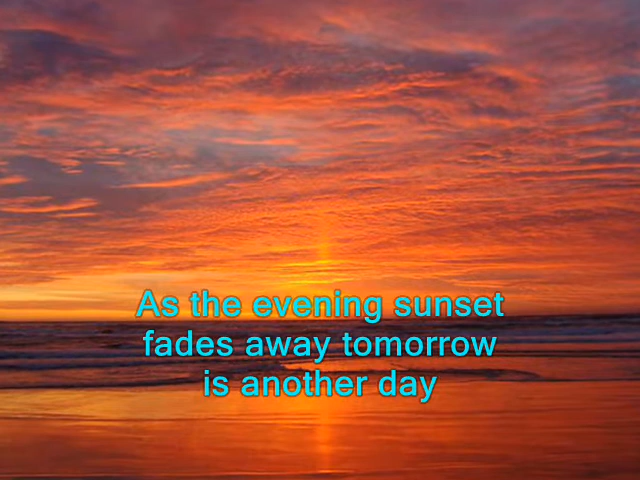 As the evening sunset
fades away tomorrow
is another day